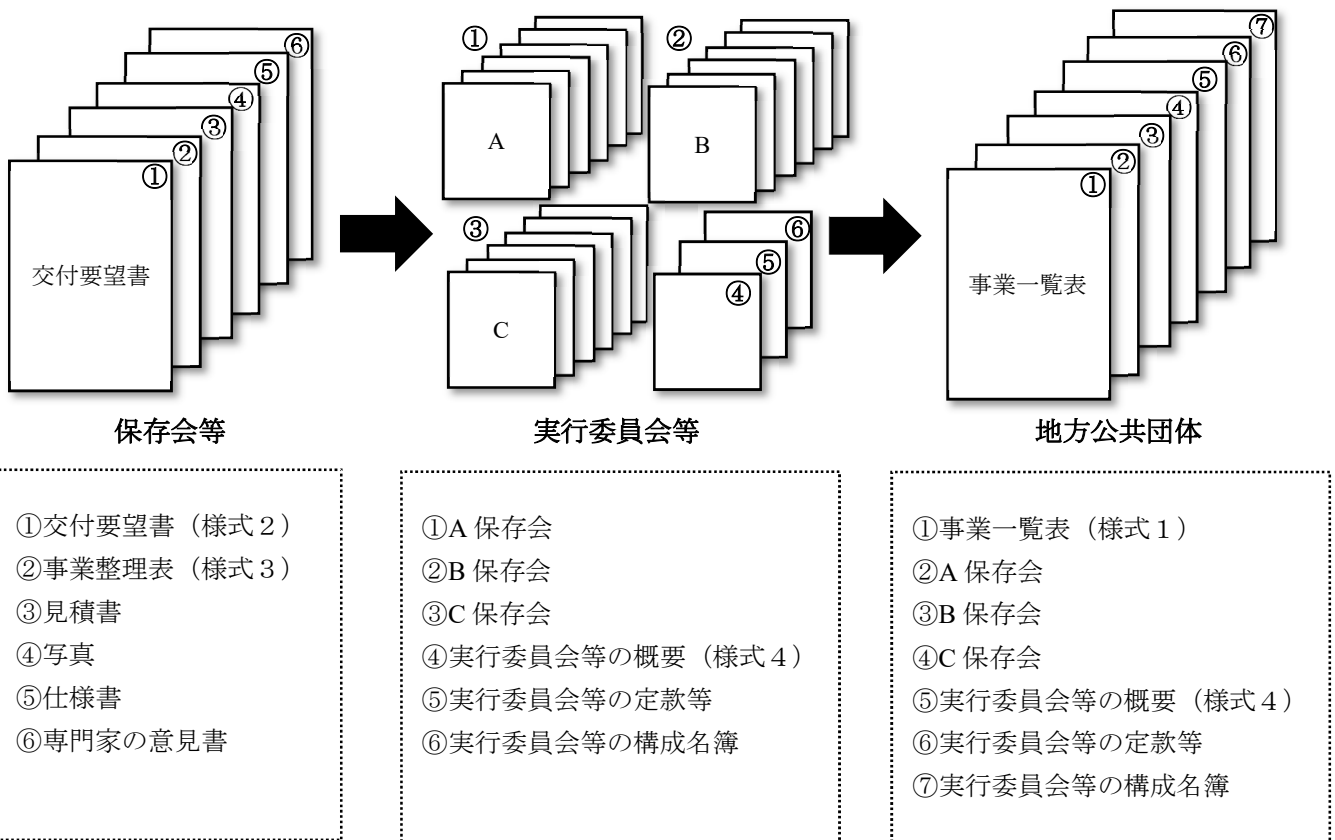 ⑥
⑤
④
③
②
①
交付要望書
保存会等
①
A
②
B
③
C
⑥
⑤
④
実行委員会等
⑦
⑥
⑤
④
③
②
①
事業一覧表
地方公共団体
①交付要望書（様式２）
②事業整理表（様式３）
③見積書
④写真
⑤仕様書
⑥専門家の意見書
①A 保存会
②B 保存会
③C 保存会
④実行委員会等の概要（様式４）
⑤実行委員会等の定款等
⑥実行委員会等の構成名簿
①事業一覧表（様式１）
②A 保存会
③B 保存会
④C 保存会
⑤実行委員会等の概要（様式４）
⑥実行委員会等の定款等
⑦実行委員会等の構成名簿